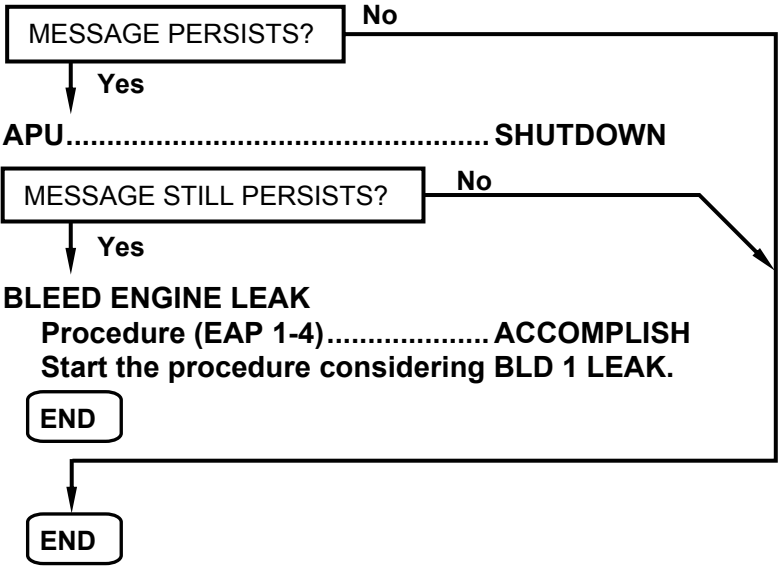 MESSAGE PERSISTS?
No
Yes
APU.................................................... SHUTDOWN
MESSAGE STILL PERSISTS?
No
Yes
BLEED ENGINE LEAK
Procedure (EAP 1-4).................... ACCOMPLISH
Start the procedure considering BLD 1 LEAK.
END
END